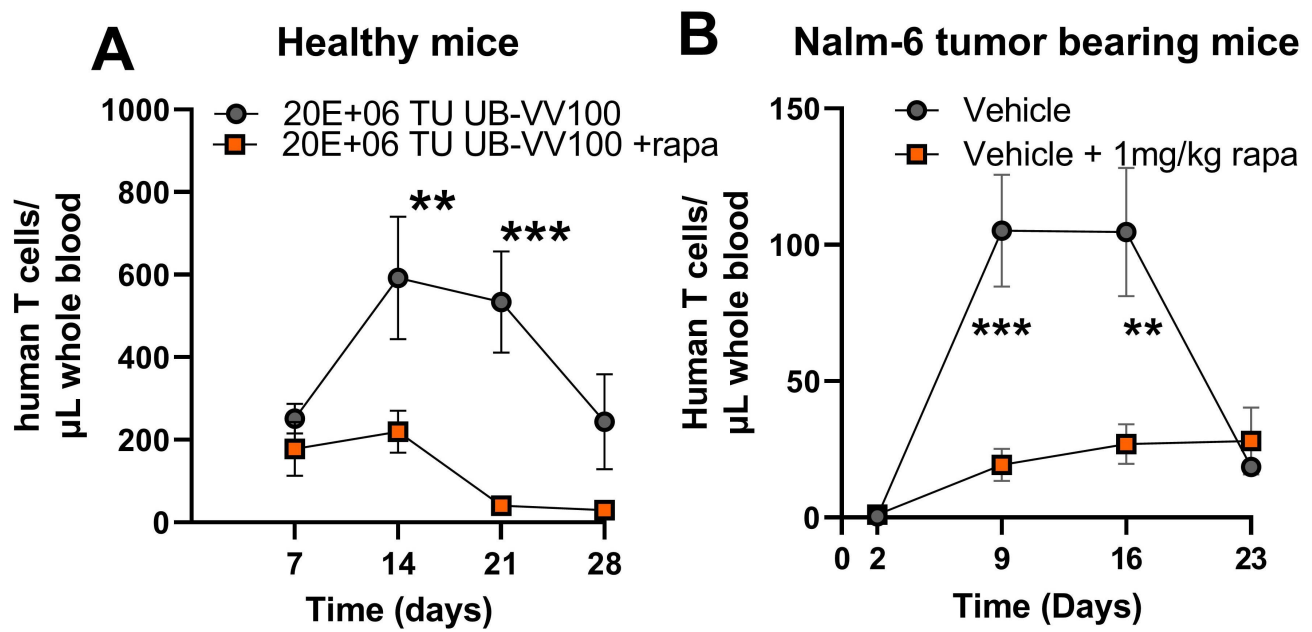 A
Healthy mice
20E+06 TU UB-VV100
20E+06 TU UB-VV100 +rapa
human T cells/
µL whole blood
1000
800
600
400
200
0
**
***
7 14 21 28
Time (days)
B
Nalm-6 tumor bearing mice
Vehicle
Vehicle + 1mg/kg rapa
Human T cells/
µL whole blood
150
100
50
0
***
**
0 2 9 16 23
Time (Days)